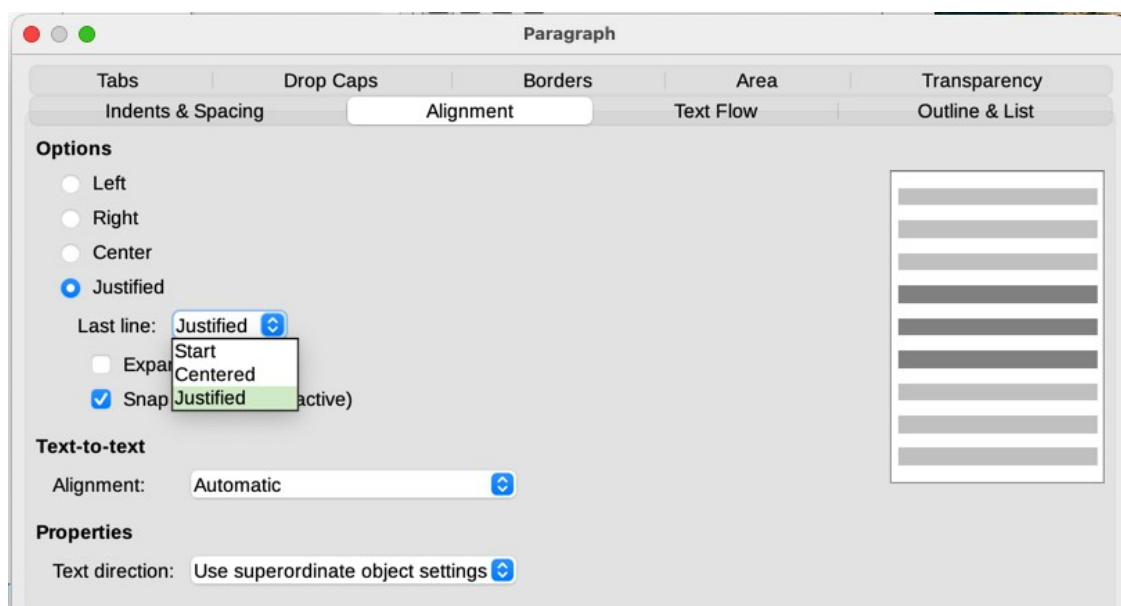 Paragraph
Tabs Drop Caps Borders Area Transparency
Indents & Spacing Alignment Text Flow Outline & List
Options
Left
Right
Center
Justified
Last line: Justified
Start
Expar
Centered
Snap Justified active)
Text-to-text
Alignment: Automatic
Properties
Text direction: Use superordinate object settings